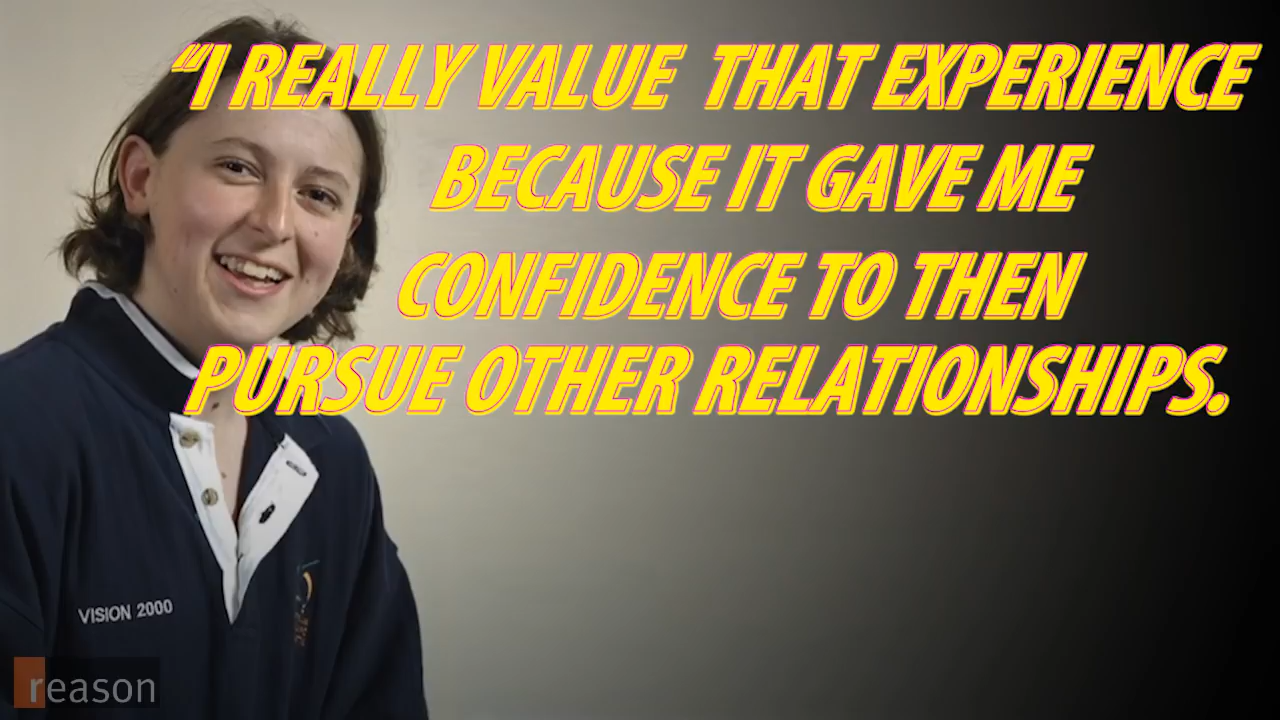 “I REALLY VALUE THAT EXPERIENCE
BECAUSE IT GAVE ME
CONFIDENCE TO THEN
PURSUE OTHER RELATIONSHIPS.
VISION 2000
reason